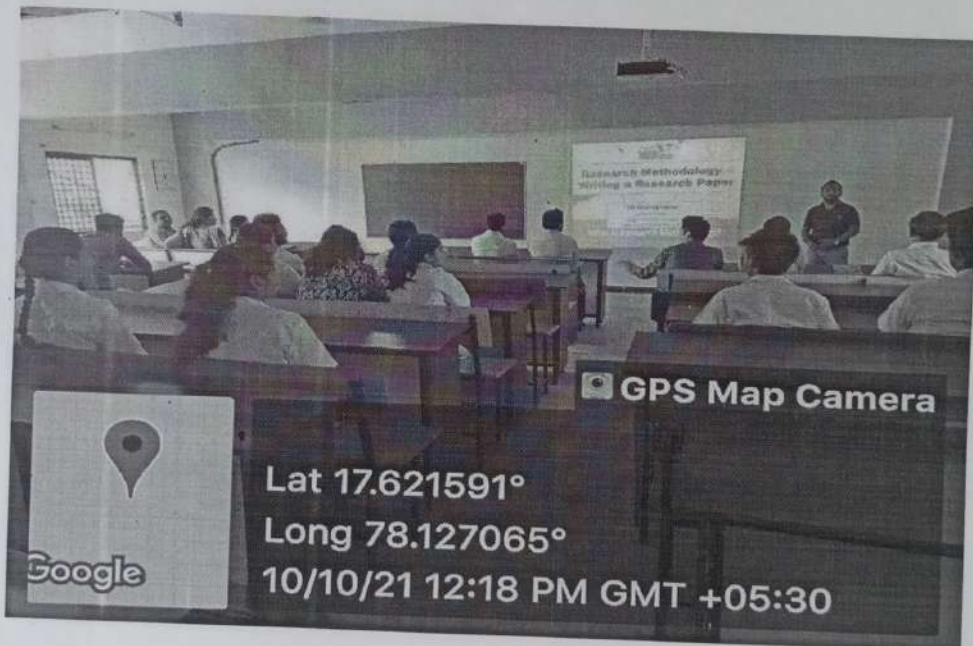 Research Methodology -
Writing a Research Paper
GPS Map Camera
Lat 17.621591°
Long 78.127065°
10/10/21 12:18 PM GMT +05:30
Google